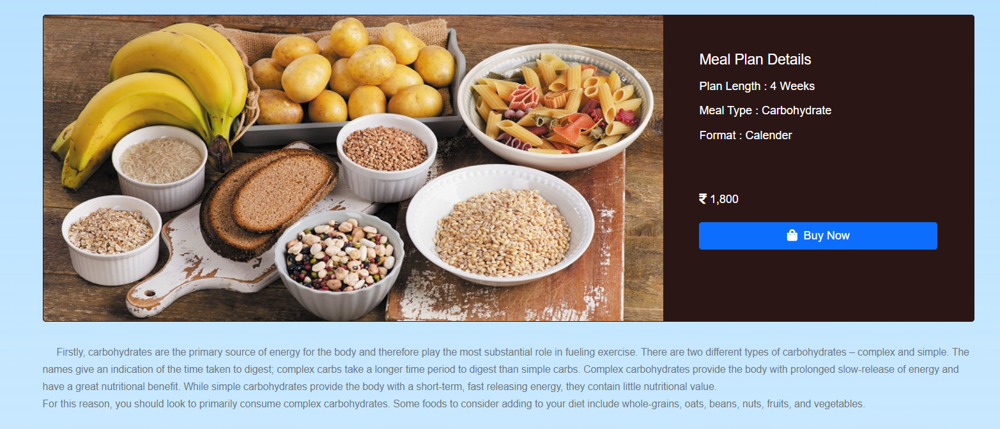 Meal Plan Details
Plan Length : 4 Weeks
Meal Type : Carbohydrate
Format : Calender
₹ 1,800
Buy Now
Firstly, carbohydrates are the primary source of energy for the body and therefore play the most substantial role in fueling exercise. There are two different types of carbohydrates – complex and simple. The
names give an indication of the time taken to digest; complex carbs take a longer time period to digest than simple carbs. Complex carbohydrates provide the body with prolonged slow-release of energy and
have a great nutritional benefit. While simple carbohydrates provide the body with a short-term, fast releasing energy, they contain little nutritional value.
For this reason, you should look to primarily consume complex carbohydrates. Some foods to consider adding to your diet include whole-grains, oats, beans, nuts, fruits, and vegetables.